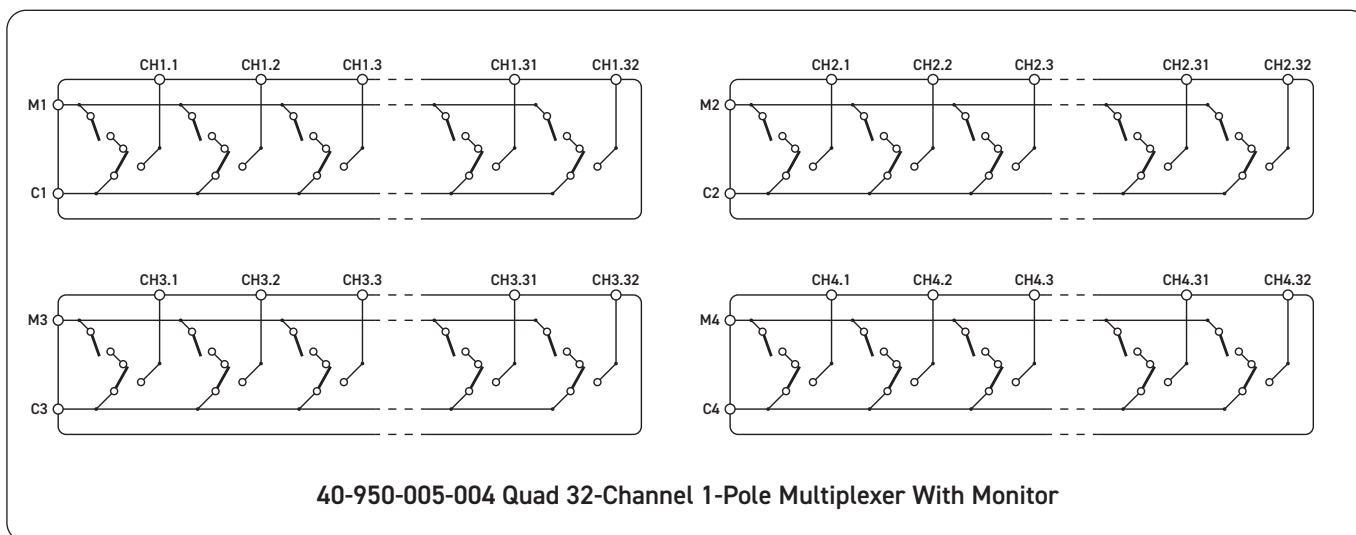 CH1.1 CH1.2 CH1.3 CH1.31 CH1.32
M1
C1
CH2.1 CH2.2 CH2.3 CH2.31 CH2.32
M2
C2
CH3.1 CH3.2 CH3.3 CH3.31 CH3.32
M3
C3
CH4.1 CH4.2 CH4.3 CH4.31 CH4.32
M4
C4
40-950-005-004 Quad 32-Channel 1-Pole Multiplexer With Monitor